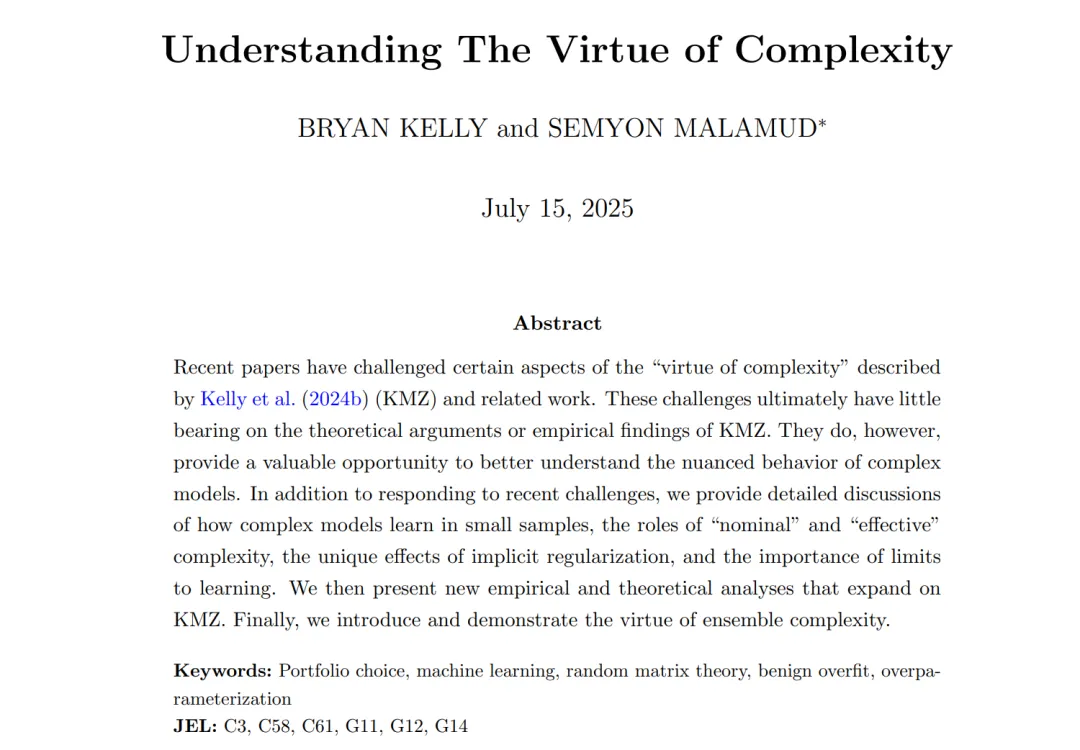 Understanding The Virtue of Complexity
BRYAN KELLY and SEMYON MALAMUD*
July 15, 2025
Abstract
Recent papers have challenged certain aspects of the “virtue of complexity” described
by Kelly et al. (2024b) (KMZ) and related work. These challenges ultimately have little
bearing on the theoretical arguments or empirical findings of KMZ. They do, however,
provide a valuable opportunity to better understand the nuanced behavior of complex
models. In addition to responding to recent challenges, we provide detailed discussions
of how complex models learn in small samples, the roles of “nominal” and “effective”
complexity, the unique effects of implicit regularization, and the importance of limits
to learning. We then present new empirical and theoretical analyses that expand on
KMZ. Finally, we introduce and demonstrate the virtue of ensemble complexity.
Keywords: Portfolio choice, machine learning, random matrix theory, benign overfit, overpa-
rameterization
JEL: C3, C58, C61, G11, G12, G14